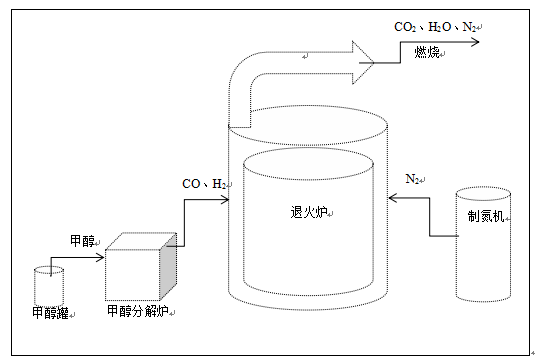 CO2、H2O、N2
燃烧
CO、H2
N2
退火炉
制氮机
甲醇
甲醇罐
甲醇分解炉